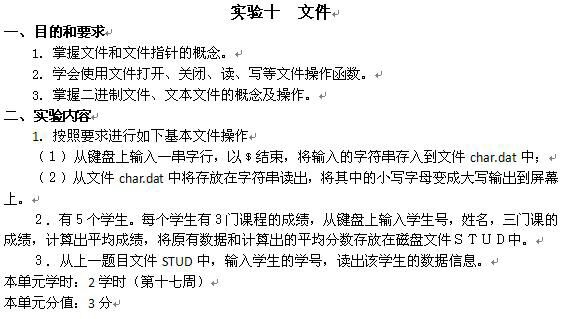 实验十 文件
一、目的和要求
1. 掌握文件和文件指针的概念。
2. 学会使用文件打开、关闭、读、写等文件操作函数。
3. 掌握二进制文件、文本文件的概念及操作。
二、实验内容
1. 按照要求进行如下基本文件操作
（1）从键盘上输入一串字行，以 $ 结束，将输入的字符串存入到文件 char.dat 中；
（2）从文件 char.dat 中将存放在字符串读出，将其中的小写字母变成大写输出到屏幕
上。
２．有５个学生。每个学生有３门课程的成绩，从键盘上输入学生号，姓名，三门课的
成绩，计算出平均成绩，将原有数据和计算出的平均分数存放在磁盘文件ＳＴＵＤ中。
３．从上一题目文件 STUD 中，输入学生的学号，读出该学生的数据信息。
本单元学时：2 学时（第十七周）
本单元分值：3 分